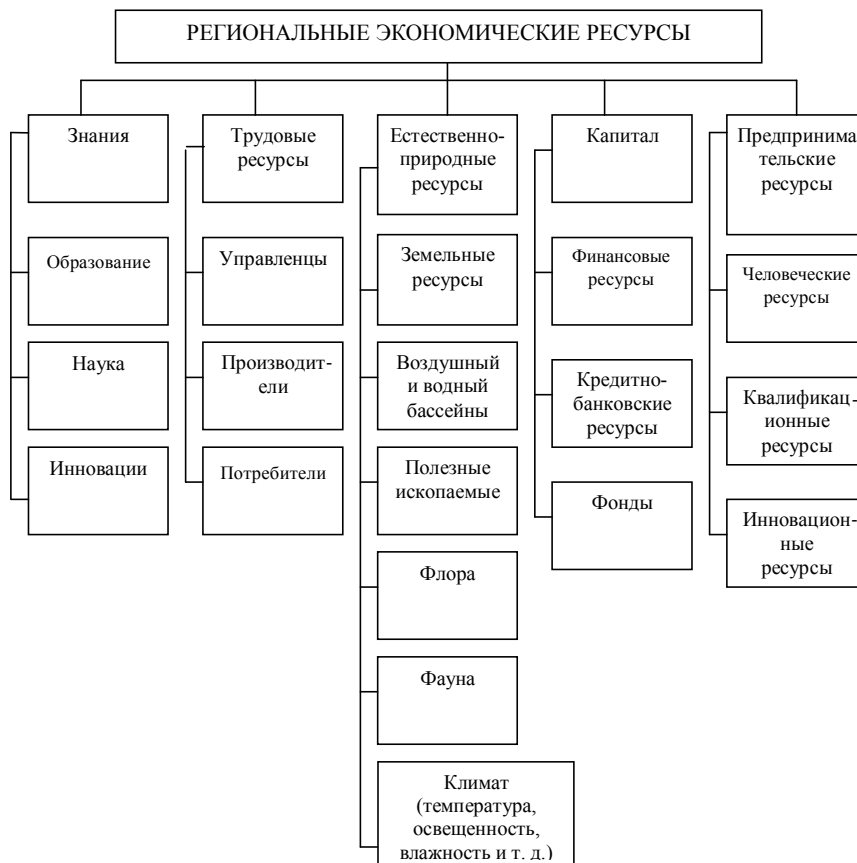 РЕГИОНАЛЬНЫЕ ЭКОНОМИЧЕСКИЕ РЕСУРСЫ
Знания
Образование
Наука
Инновации
Трудовые
ресурсы
Управленцы
Производит-
ели
Потребители
Естественно-
природные
ресурсы
Земельные
ресурсы
Воздушный
и водный
бассейны
Полезные
ископаемые
Флора
Фауна
Климат
(температура,
освещенность,
влажность и т. д.)
Капитал
Финансовые
ресурсы
Кредитно-
банковские
ресурсы
Фонды
Предпринима
тельские
ресурсы
Человеческие
ресурсы
Квалификац-
ионные
ресурсы
Инновацион-
ные
ресурсы